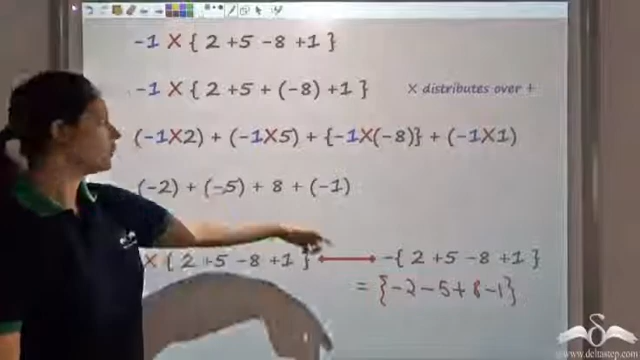 -1 X { 2 +5 -8 +1 }
-1 X { 2 +5 + (-8) +1 } X distributes over +
(-1X2) + (-1X5) + {-1X(-8)} + (-1X1)
(-2) + (-5) + 8 + (-1)
X { 2 +5 -8 +1 } ⟷ -{ 2 +5 -8 +1 }
= {-2-5+8-1}
www.deltastep.com